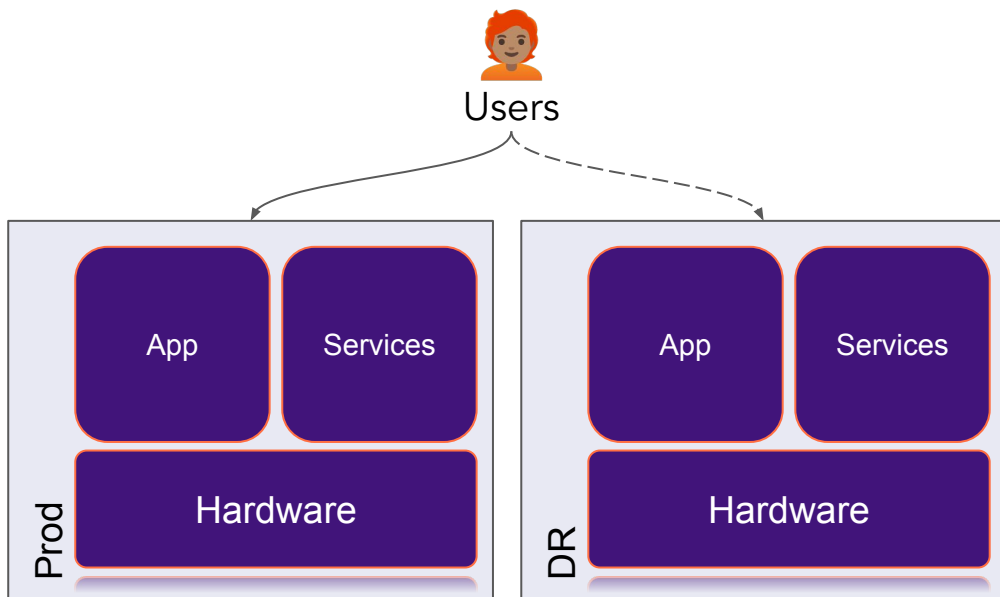 Users
App
Services
Hardware
Prod
App
Services
Hardware
DR